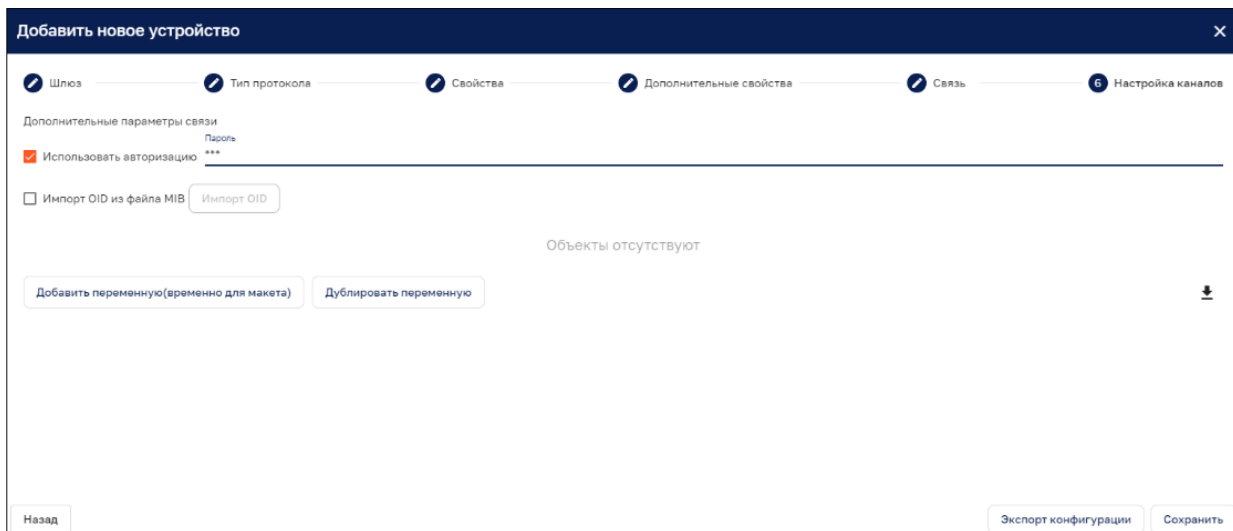 Добавить новое устройство
Шлюз Тип протокола Свойства Дополнительные свойства Связь 6 Настройка каналов
Дополнительные параметры связи
Пароль
Использовать авторизацию ***
Импорт OID из файла MIB Импорт OID
Объекты отсутствуют
Добавить переменную(временно для макета) Дублировать переменную
Назад Экспорт конфигурации Сохранить